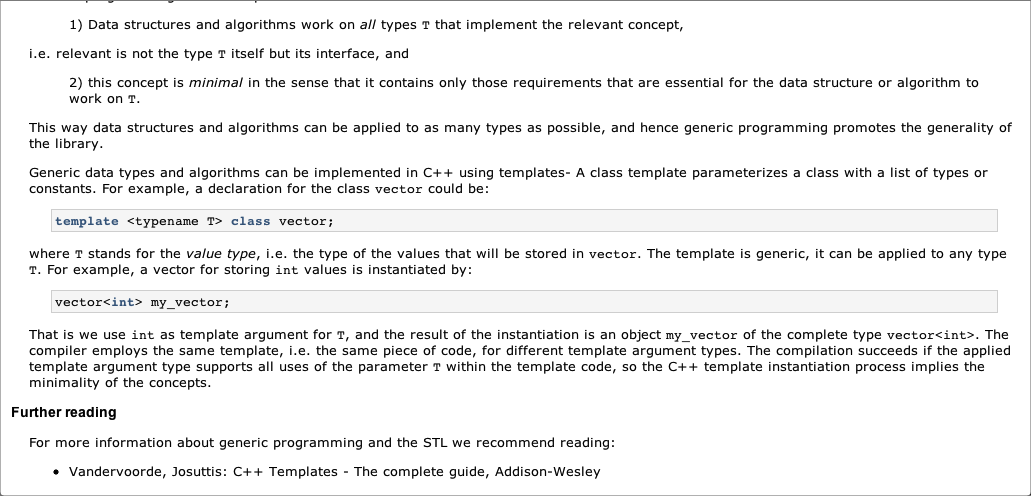 1) Data structures and algorithms work on all types T that implement the relevant concept,
i.e. relevant is not the type T itself but its interface, and
2) this concept is minimal in the sense that it contains only those requirements that are essential for the data structure or algorithm to
work on T.
This way data structures and algorithms can be applied to as many types as possible, and hence generic programming promotes the generality of
the library.
Generic data types and algorithms can be implemented in C++ using templates- A class template parameterizes a class with a list of types or
constants. For example, a declaration for the class vector could be:
template <typename T> class vector;
where T stands for the value type, i.e. the type of the values that will be stored in vector. The template is generic, it can be applied to any type
T. For example, a vector for storing int values is instantiated by:
vector<int> my_vector;
That is we use int as template argument for T, and the result of the instantiation is an object my_vector of the complete type vector<int>. The
compiler employs the same template, i.e. the same piece of code, for different template argument types. The compilation succeeds if the applied
template argument type supports all uses of the parameter T within the template code, so the C++ template instantiation process implies the
minimality of the concepts.
Further reading
For more information about generic programming and the STL we recommend reading:
• Vandervoorde, Josuttis: C++ Templates - The complete guide, Addison-Wesley